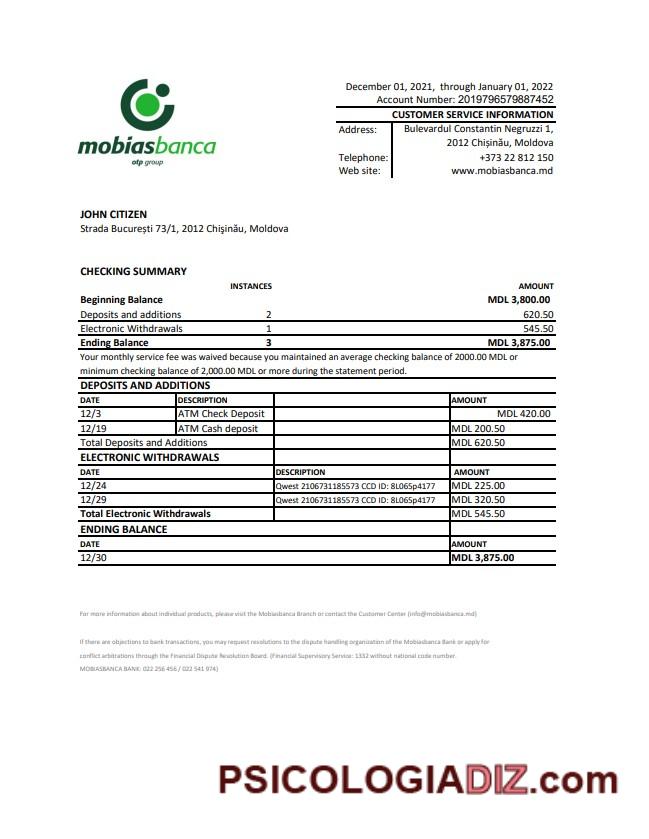 December 01, 2021, through January 01, 2022
Account Number: 2019796579887452
CUSTOMER SERVICE INFORMATION
Address: Bulevardul Constantin Negruzzi 1,
2012 Chișinău, Moldova
Telephone: +373 22 812 150
Web site: www.mobiasbanca.md
mobiasbanca
otp group
JOHN CITIZEN
Strada București 73/1, 2012 Chişinău, Moldova
CHECKING SUMMARY
INSTANCES AMOUNT
Beginning Balance MDL 3,800.00
Deposits and additions 2 620.50
Electronic Withdrawals 1 545.50
Ending Balance 3 MDL 3,875.00
Your monthly service fee was waived because you maintained an average checking balance of 2000.00 MDL or
minimum checking balance of 2,000.00 MDL or more during the statement period.
DEPOSITS AND ADDITIONS
DATE DESCRIPTION AMOUNT
12/3 ATM Check Deposit MDL 420.00
12/19 ATM Cash deposit MDL 200.50
Total Deposits and Additions MDL 620.50
ELECTRONIC WITHDRAWALS
DATE DESCRIPTION AMOUNT
12/24 Qwest 2106731185573 CCD ID: 8L065p4177 MDL 225.00
12/29 Qwest 2106731185573 CCD ID: 8L065p4177 MDL 320.50
Total Electronic Withdrawals MDL 545.50
ENDING BALANCE
DATE AMOUNT
12/30 MDL 3,875.00
For more information about individual products, please visit the Mobiasbanca Branch or contact the Customer Center (info@mobiasbanca.md)
If there are objections to bank transactions, you may request resolutions to the dispute handling organization of the Mobiasbanca Bank or apply for
conflict arbitrations through the Financial Dispute Resolution Board. (Financial Supervisory Service: 1332 without national code number.
MOBIASBANCA BANK: 022 256 456 / 022 541 974)
PSICOLOGIADIZ.com